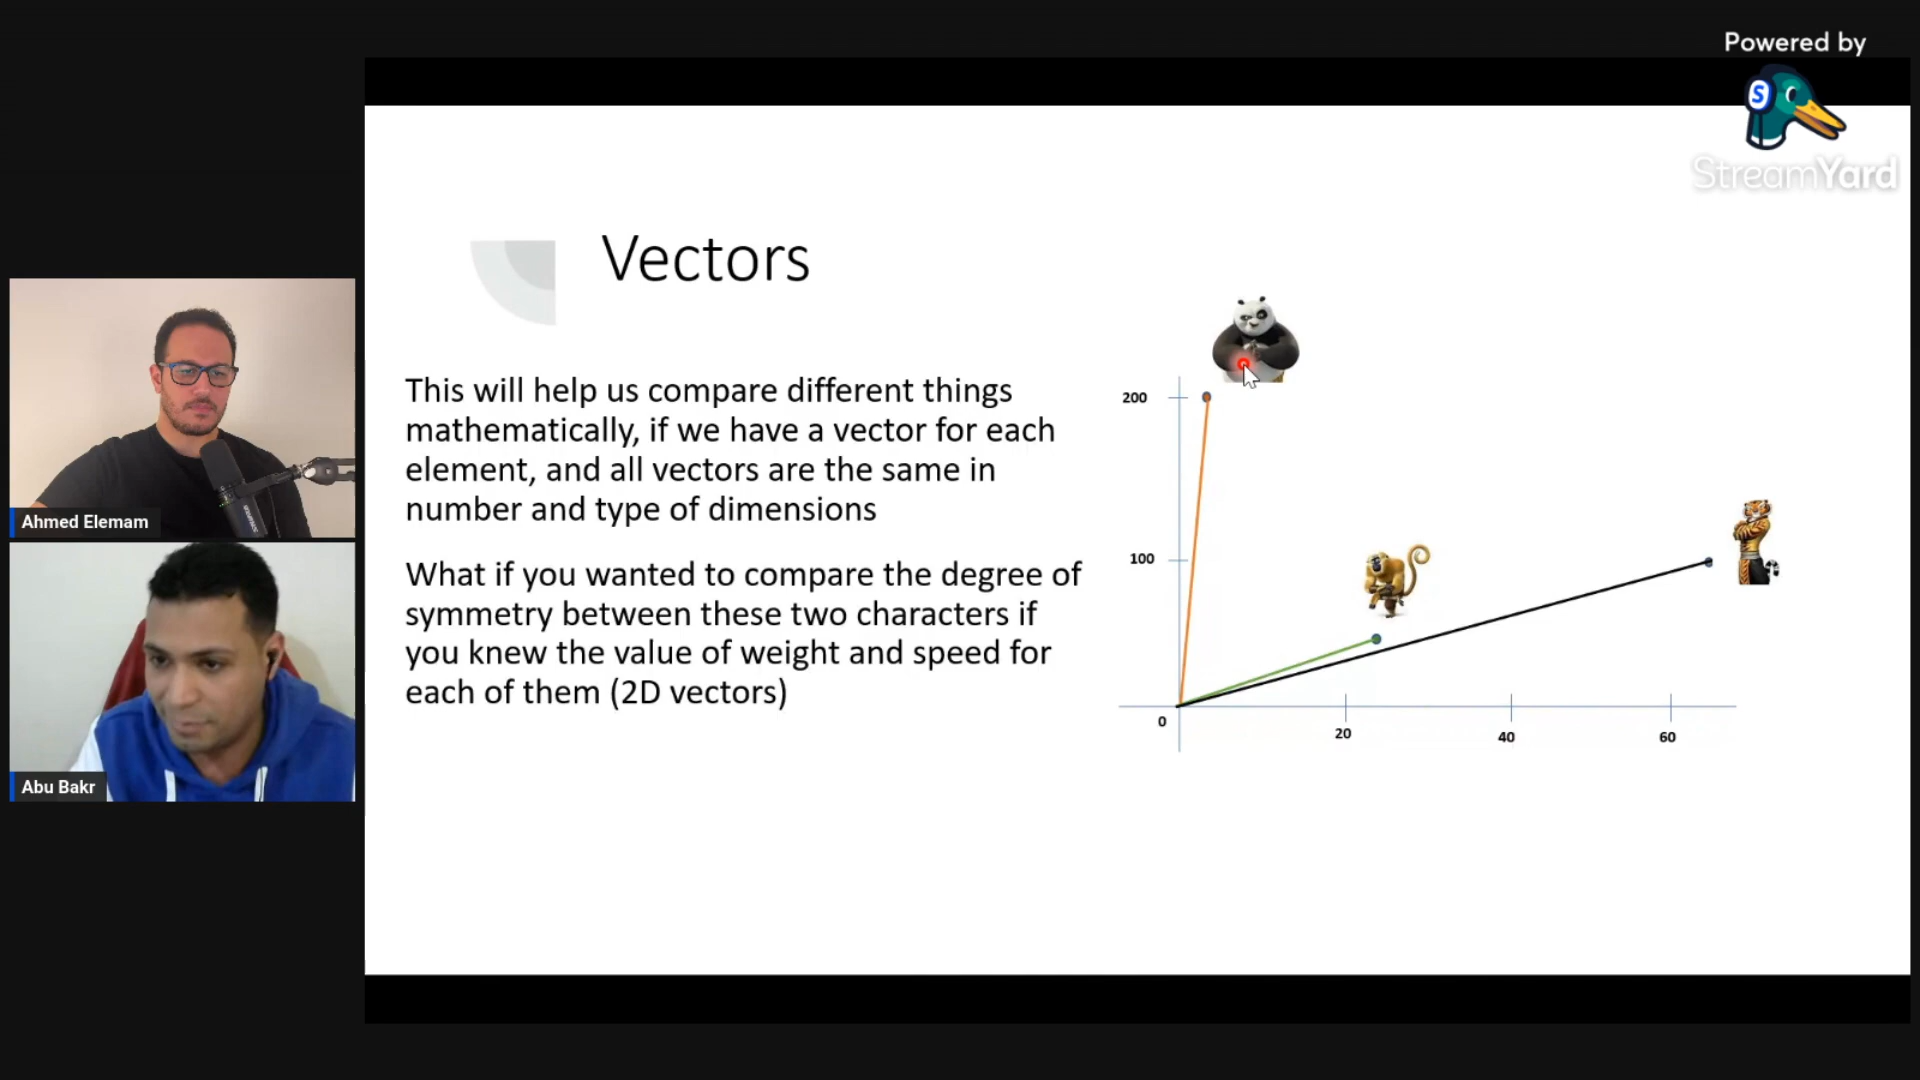 Powered by
S
StreamYard
Vectors
This will help us compare different things
mathematically, if we have a vector for each
element, and all vectors are the same in
number and type of dimensions
What if you wanted to compare the degree of
symmetry between these two characters if
you knew the value of weight and speed for
each of them (2D vectors)
200
100
0
20
40
60
Ahmed Elemam
Abu Bakr